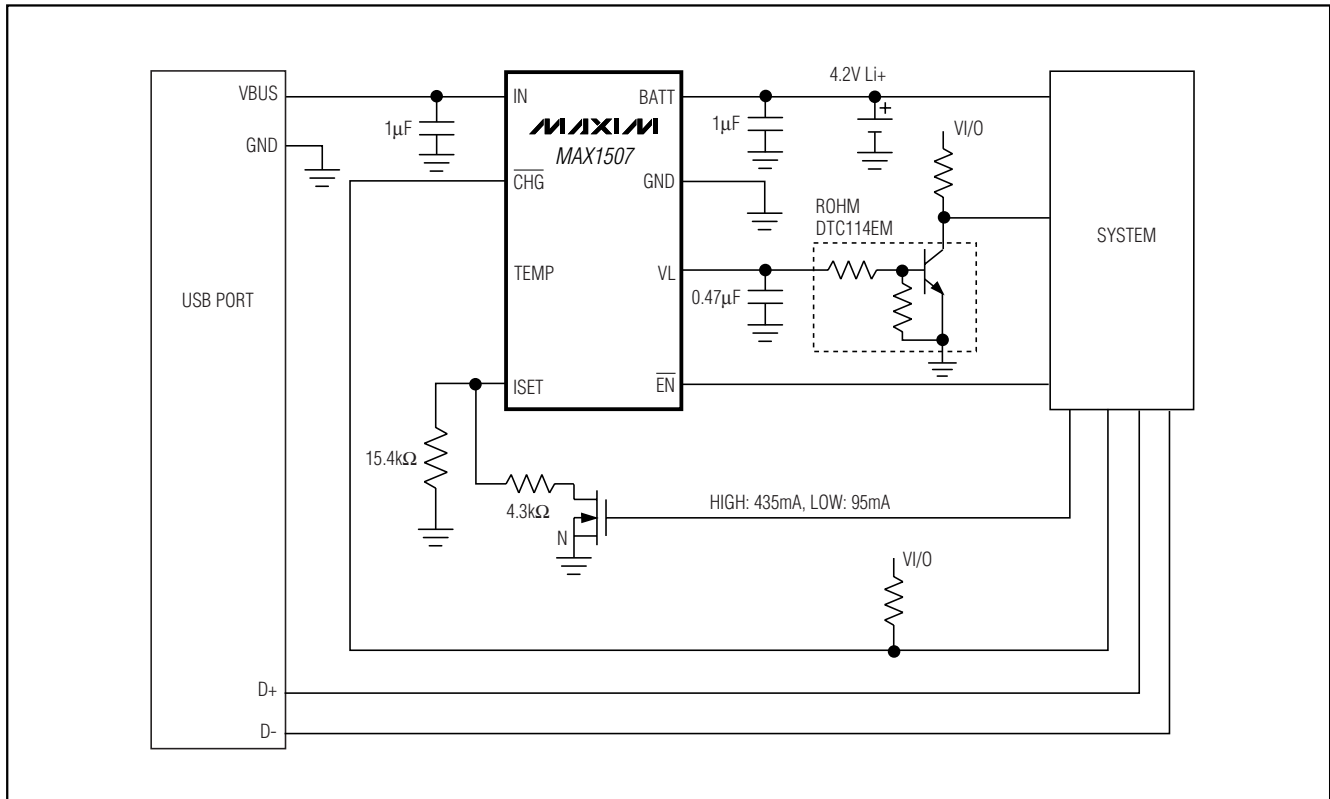 4.2V Li+
VBUS
IN
BATT
+
1µF
MAXIM
1µF
VI/O
GND
MAX1507
CHG
GND
ROHM
DTC114EM
SYSTEM
TEMP
VL
USB PORT
0.47µF
ISET
EN
15.4kΩ
4.3kΩ
HIGH: 435mA, LOW: 95mA
N
VI/O
D+
D-